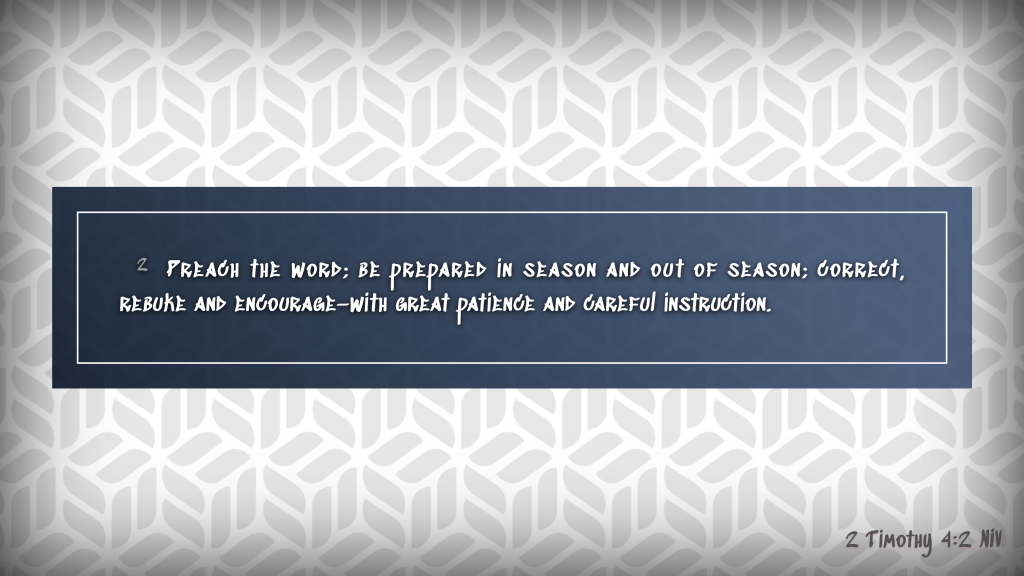 2 Preach the word; be prepared in season and out of season; correct,
rebuke and encourage—with great patience and careful instruction.
2 Timothy 4:2 NIV